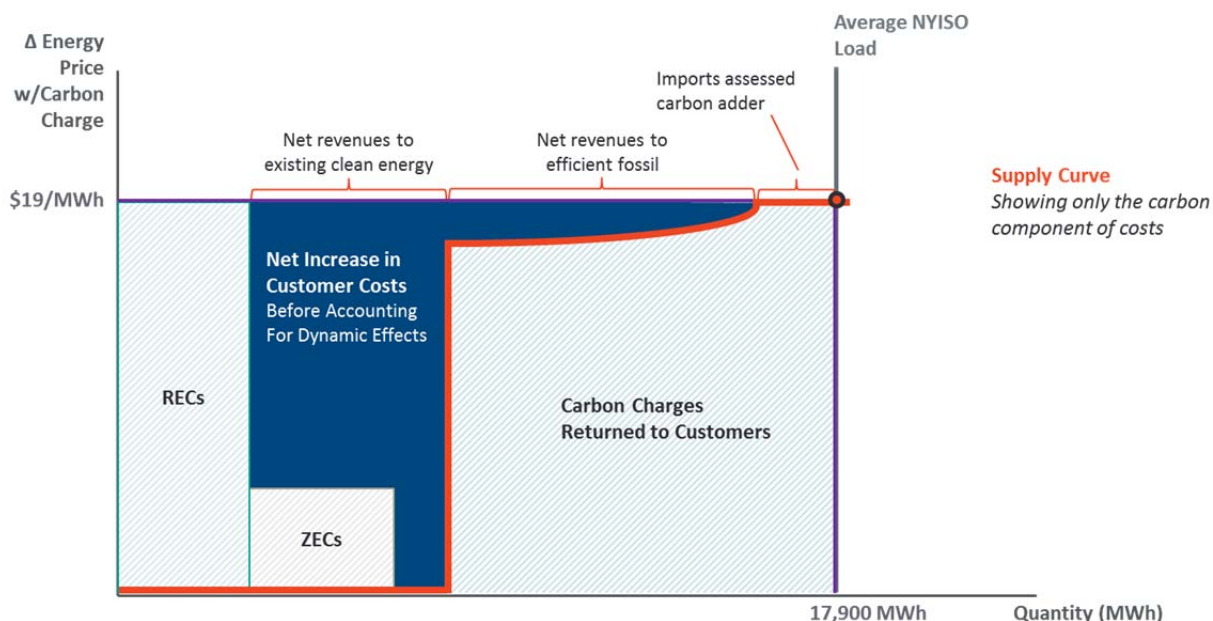 Δ Energy
Price
w/Carbon
Charge
Average NYISO
Load
Imports assessed
carbon adder
Net revenues to
existing clean energy
Net revenues to
efficient fossil
$19/MWh
Supply Curve
Showing only the carbon
component of costs
Net Increase in
Customer Costs
Before Accounting
For Dynamic Effects
RECs
Carbon Charges
Returned to Customers
ZECs
17,900 MWh
Quantity (MWh)